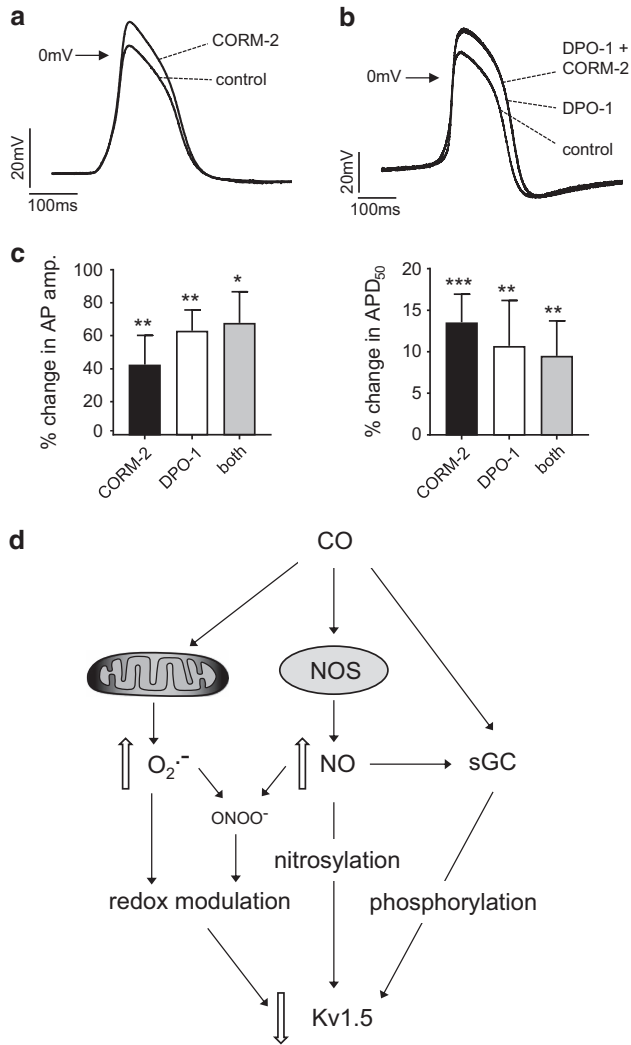 a
CORM-2
0mV
control
20mV
100ms
b
DPO-1 +
CORM-2
0mV
DPO-1
control
20mV
100ms
c
% change in AP amp.
100
80
60
40
20
0
** ** *
CORM-2 DPO-1 both
% change in APD50
20
15
10
5
0
*** ** **
CORM-2 DPO-1 both
d
CO
NOS
O2·- NO sGC
ONOO-
nitrosylation
redox modulation phosphorylation
Kv1.5